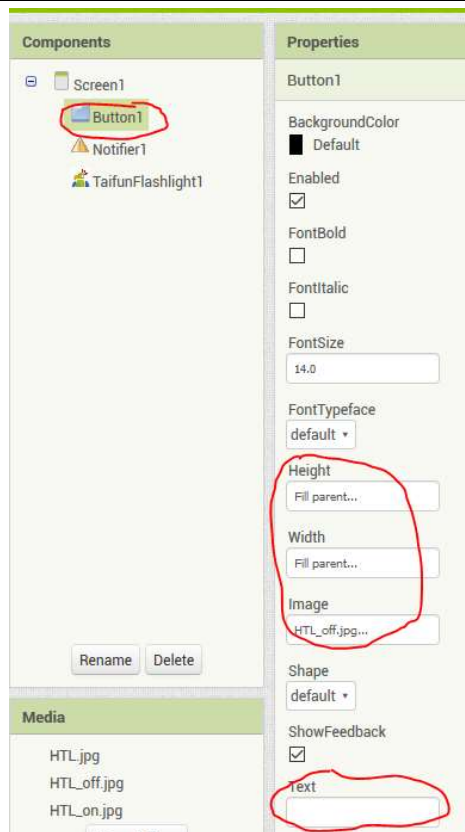 Components
Screen1
Button1
Notifier1
TaifunFlashlight1
Rename Delete
Media
HTL.jpg
HTL_off.jpg
HTL_on.jpg
Properties
Button1
BackgroundColor
Default
Enabled
FontBold
FontItalic
FontSize
14.0
FontTypeface
default
Height
Fill parent...
Width
Fill parent...
Image
HTL_off.jpg...
Shape
default
ShowFeedback
Text